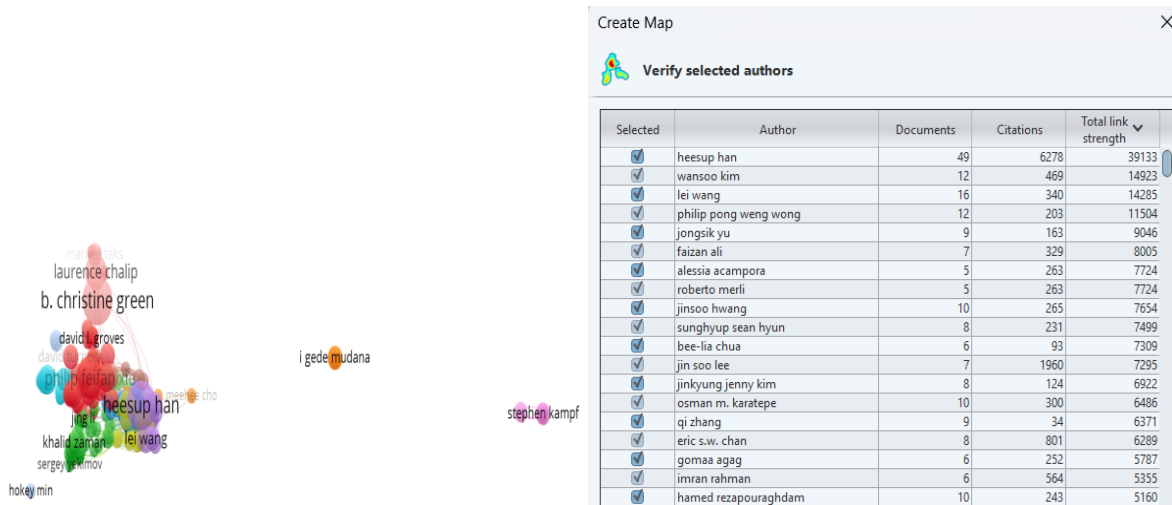 marijke taks
laurence chalip
b. christine green
david l. groves
philip feifan xie
heesup han
meehee cho
jing li
khalid zaman
lei wang
sergey yekimov
hokey min
i gede mudana
stephen kampf
Create Map
Verify selected authors
Selected Author Documents Citations Total link strength
heesup han 49 6278 39133
wansoo kim 12 469 14923
lei wang 16 340 14285
philip pong weng wong 12 203 11504
jongsik yu 9 163 9046
faizan ali 7 329 8005
alessia acampora 5 263 7724
roberto merli 5 263 7724
jinsoo hwang 10 265 7654
sunghyup sean hyun 8 231 7499
bee-lia chua 6 93 7309
jin soo lee 7 1960 7295
jinkyung jenny kim 8 124 6922
osman m. karatepe 10 300 6486
qi zhang 9 34 6371
eric s.w. chan 8 801 6289
gomaa agag 6 252 5787
imran rahman 6 564 5355
hamed rezapouraghdam 10 243 5160